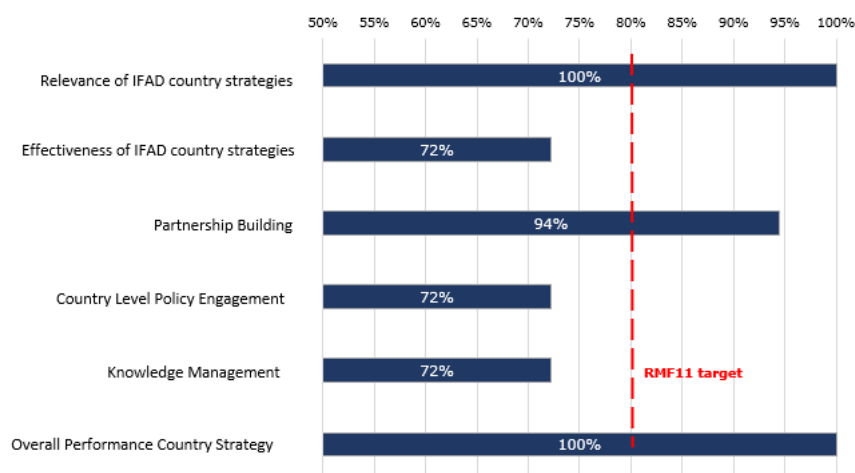 50% 55% 60% 65% 70% 75% 80% 85% 90% 95% 100%
Relevance of IFAD country strategies 100%
Effectiveness of IFAD country strategies 72%
Partnership Building 94%
Country Level Policy Engagement 72%
Knowledge Management 72% RMF11 target
Overall Performance Country Strategy 100%